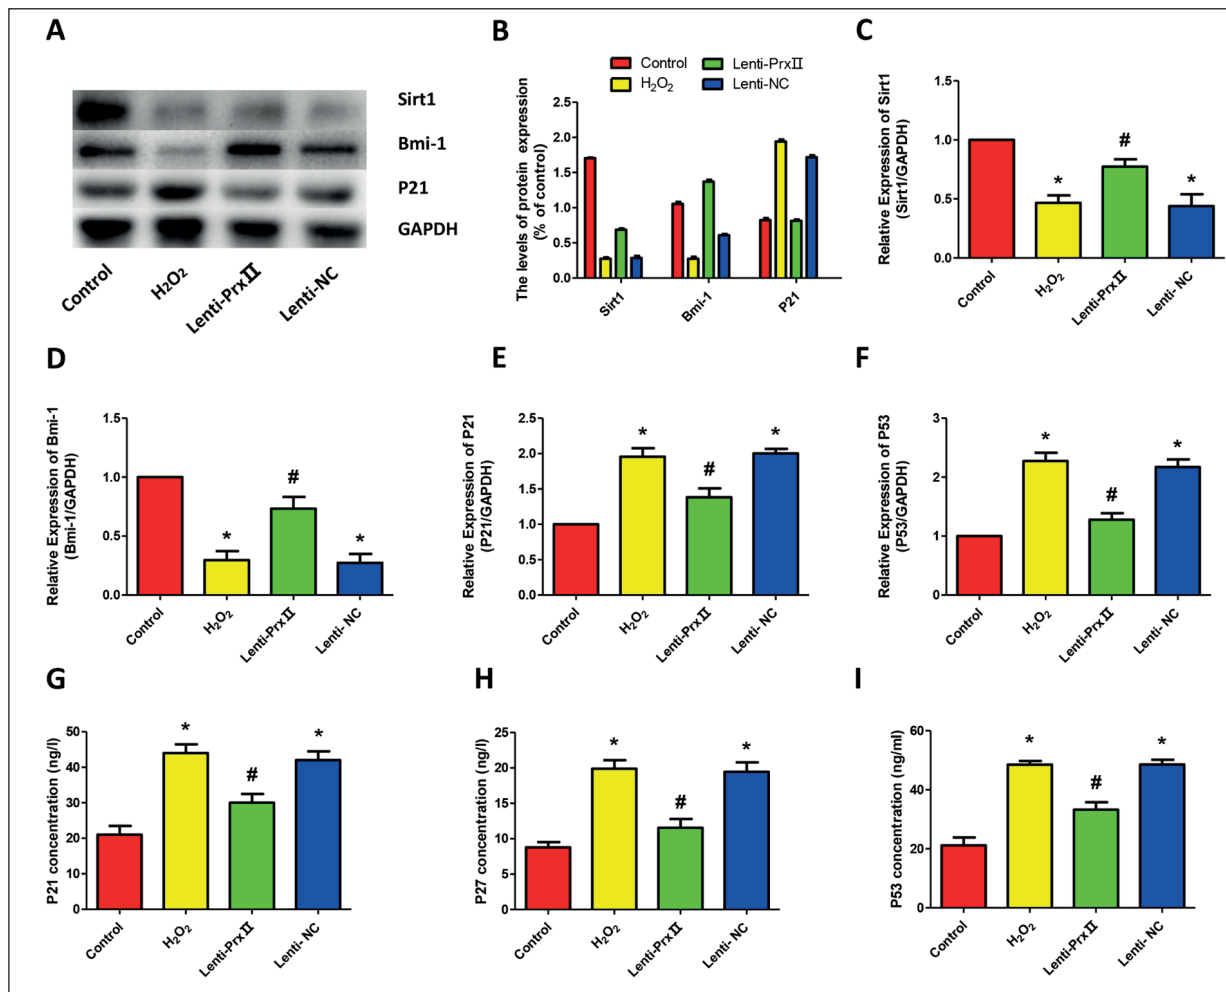 A
Sirt1
Bmi-1
P21
GAPDH
Control
H₂O₂
Lenti-PrxⅡ
Lenti-NC
B
Control
Lenti-PrxⅡ
H₂O₂
Lenti-NC
The levels of protein expression
(% of control)
2.5
2.0
1.5
1.0
0.5
0.0
Sirt1
Bmi-1
P21
C
Relative Expression of Sirt1
(Sirt1/GAPDH)
1.5
1.0
0.5
0.0
*
#
*
Control
H₂O₂
Lenti-PrxⅡ
Lenti- NC
D
Relative Expression of Bmi-1
(Bmi-1/GAPDH)
1.5
1.0
0.5
0.0
*
#
*
Control
H₂O₂
Lenti-PrxⅡ
Lenti- NC
E
Relative Expression of P21
(P21/GAPDH)
2.5
2.0
1.5
1.0
0.5
0.0
*
#
*
Control
H₂O₂
Lenti-PrxⅡ
Lenti- NC
F
Relative Expression of P53
(P53/GAPDH)
3
2
1
0
*
#
*
Control
H₂O₂
Lenti-PrxⅡ
Lenti- NC
G
P21 concentration (ng/l)
50
40
30
20
10
0
*
#
*
Control
H₂O₂
Lenti-PrxⅡ
Lenti- NC
H
P27 concentration (ng/l)
25
20
15
10
5
0
*
#
*
Control
H₂O₂
Lenti-PrxⅡ
Lenti- NC
I
P53 concentration (ng/ml)
60
40
20
0
*
#
*
Control
H₂O₂
Lenti-PrxⅡ
Lenti- NC